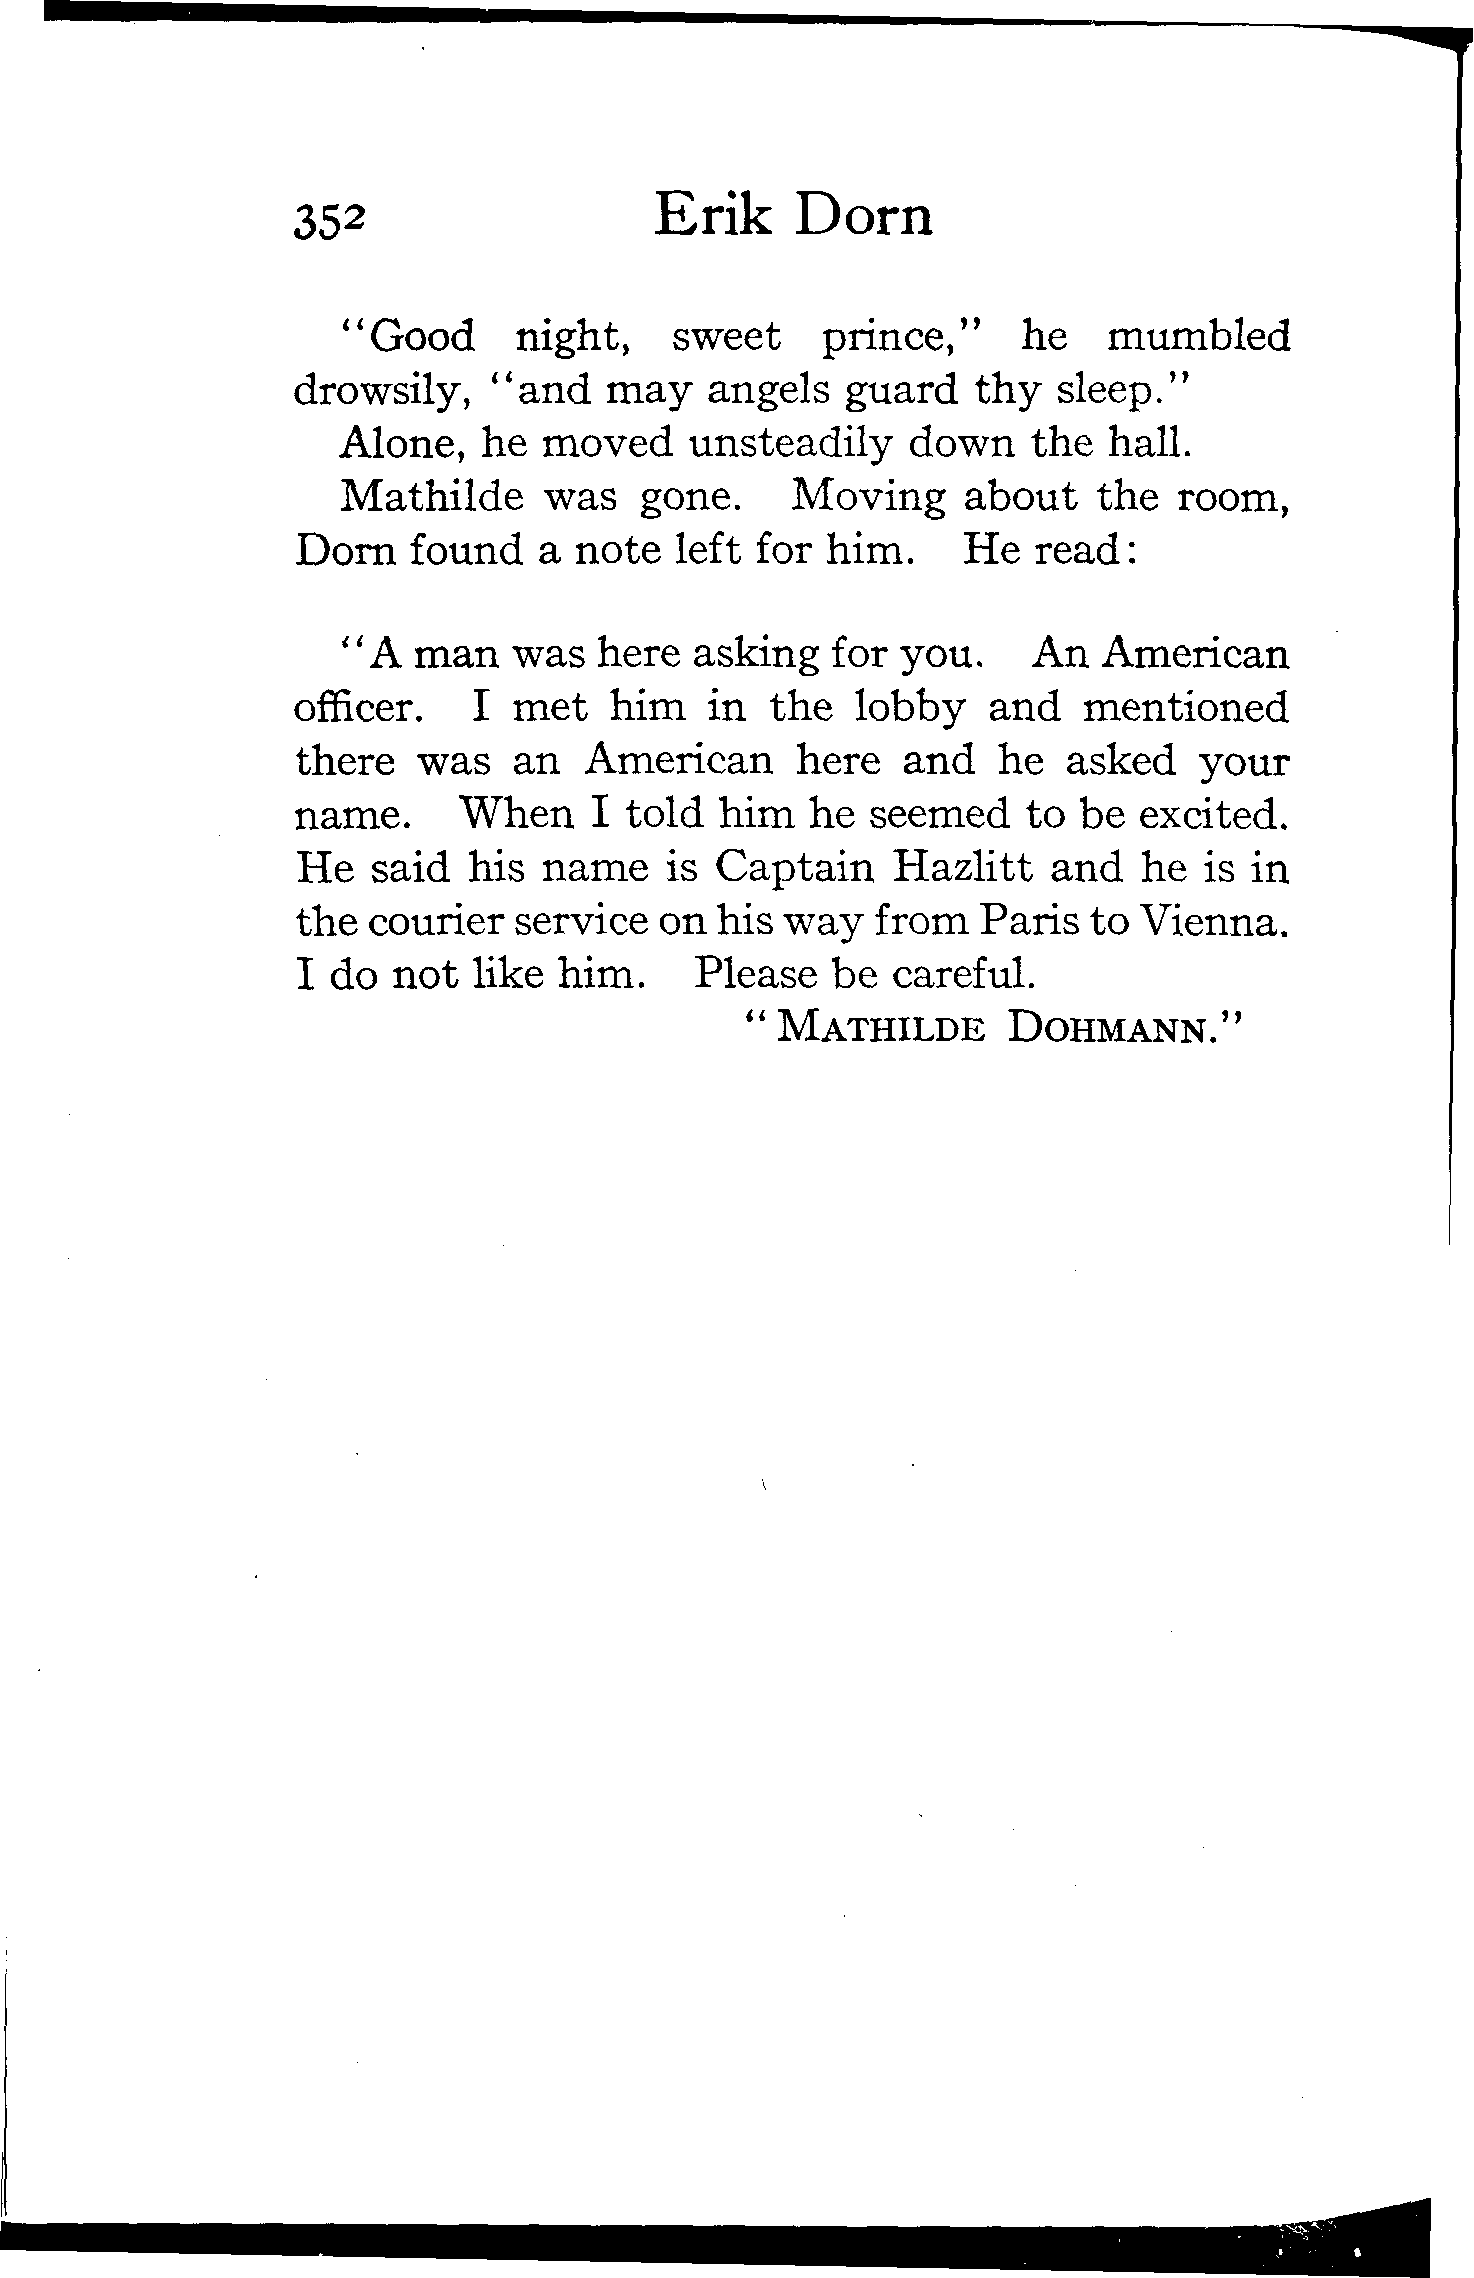 352 Erik Dorn
“Good night, sweet prince,” he mumbled
drowsily, “and may angels guard thy sleep.”
Alone, he moved unsteadily down the hall.
Mathilde was gone. Moving about the room,
Dorn found a note left for him. He read:
“A man was here asking for you. An American
officer. I met him in the lobby and mentioned
there was an American here and he asked your
name. When I told him he seemed to be excited.
He said his name is Captain Hazlitt and he is in
the courier service on his way from Paris to Vienna.
I do not like him. Please be careful.
“MATHILDE DOHMANN.”